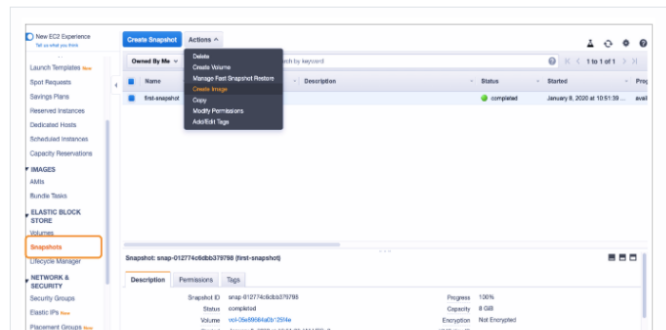 New EC2 Experience
Tell us what you think
Create Snapshot Actions
Owned By Me
Delete
Create Volume
Manage Fast Snapshot Restore
Create Image
Copy
Modify Permissions
Add/Edit Tags
by keyword
1 to 1 of 1
Name Description Status Started
first-snapshot completed January 8, 2020 at 10:51:39 ... avail
Launch Templates New
Spot Requests
Savings Plans
Reserved Instances
Dedicated Hosts
Scheduled Instances
Capacity Reservations
IMAGES
AMIs
Bundle Tasks
ELASTIC BLOCK
STORE
Volumes
Snapshots
Lifecycle Manager
NETWORK &
SECURITY
Security Groups
Elastic IPs New
Placement Groups New
Snapshot: snap-012774c6dbb379798 (first-snapshot)
Description Permissions Tags
Snapshot ID snap-012774c6dbb379798 Progress 100%
Status completed Capacity 8 GiB
Volume Encryption Not Encrypted